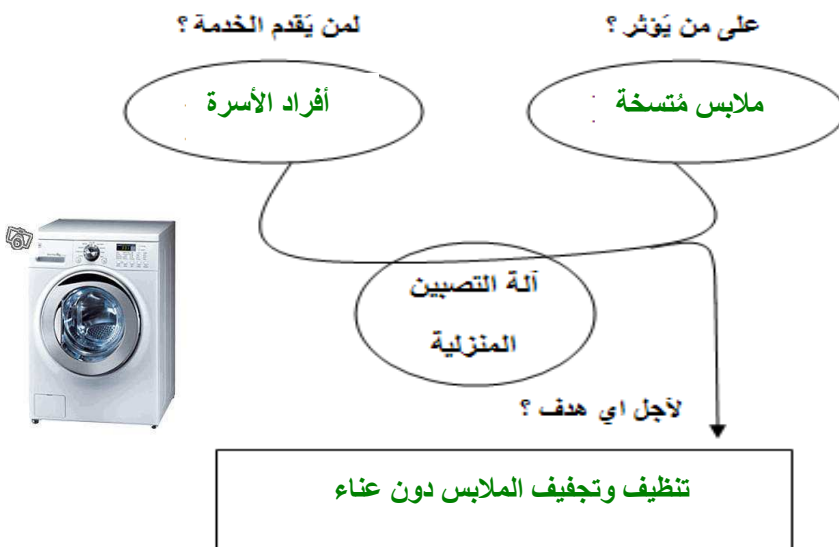 لمن يَقدم الخدمة ؟
على من يَؤثر ؟
أفراد الأسرة
ملابس مُتسخة
آلة التصبين
المنزلية
لآجل اي هدف ؟
تنظيف وتجفيف الملابس دون عناء